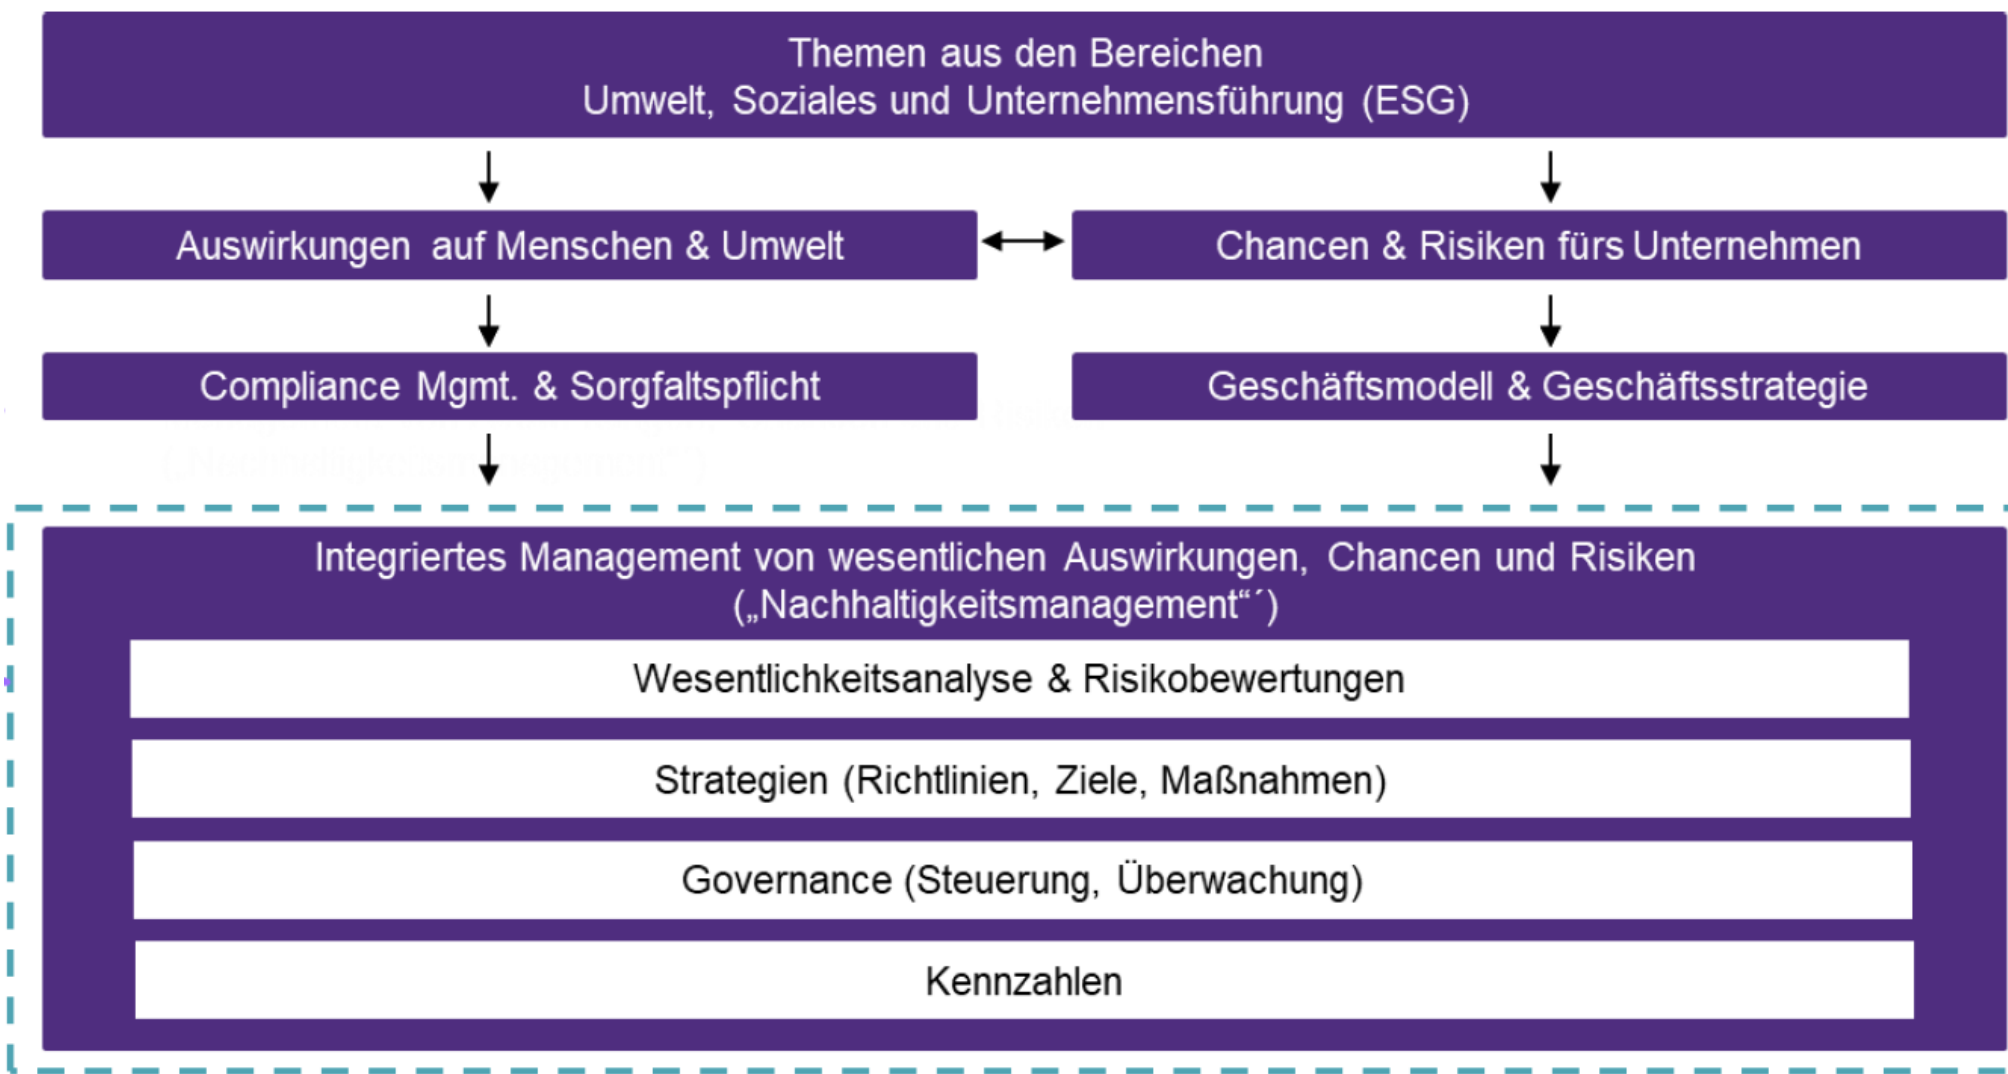 Themen aus den Bereichen
Umwelt, Soziales und Unternehmensführung (ESG)
Auswirkungen auf Menschen & Umwelt
Chancen & Risiken fürs Unternehmen
Compliance Mgmt. & Sorgfaltspflicht
Geschäftsmodell & Geschäftsstrategie
Integriertes Management von wesentlichen Auswirkungen, Chancen und Risiken
(„Nachhaltigkeitsmanagement“´)
Wesentlichkeitsanalyse & Risikobewertungen
Strategien (Richtlinien, Ziele, Maßnahmen)
Governance (Steuerung, Überwachung)
Kennzahlen